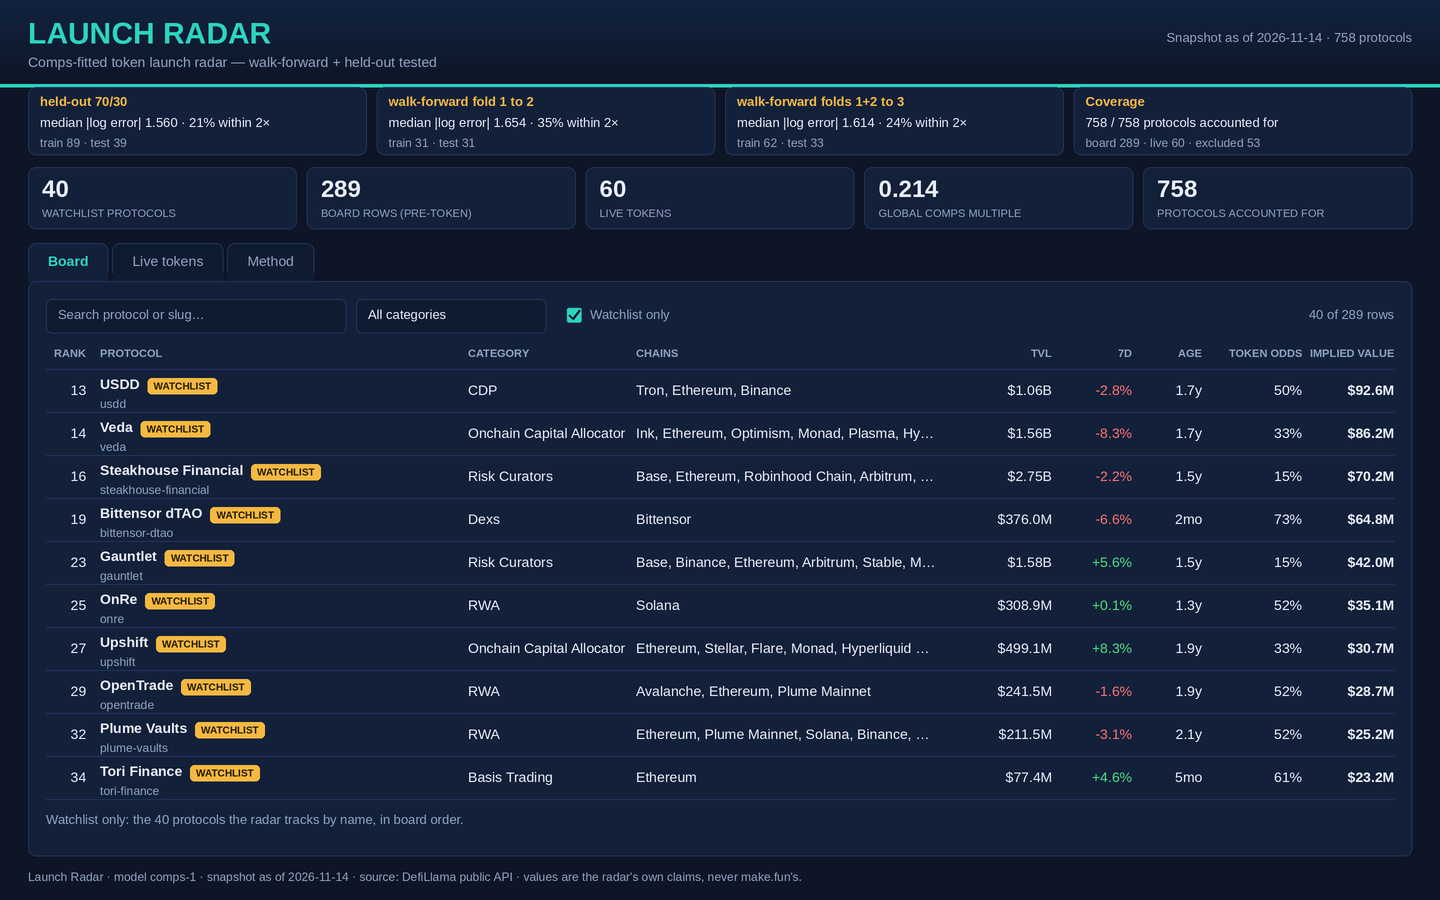 LAUNCH RADAR
Comps-fitted token launch radar — walk-forward + held-out tested
Snapshot as of 2026-11-14 · 758 protocols
held-out 70/30
median |log error| 1.560 · 21% within 2×
train 89 · test 39
walk-forward fold 1 to 2
median |log error| 1.654 · 35% within 2×
train 31 · test 31
walk-forward folds 1+2 to 3
median |log error| 1.614 · 24% within 2×
train 62 · test 33
Coverage
758 / 758 protocols accounted for
board 289 · live 60 · excluded 53
40
WATCHLIST PROTOCOLS
289
BOARD ROWS (PRE-TOKEN)
60
LIVE TOKENS
0.214
GLOBAL COMPS MULTIPLE
758
PROTOCOLS ACCOUNTED FOR
Board Live tokens Method
Search protocol or slug… All categories Watchlist only 40 of 289 rows
RANK PROTOCOL CATEGORY CHAINS TVL 7D AGE TOKEN ODDS IMPLIED VALUE
13 USDD WATCHLIST CDP Tron, Ethereum, Binance $1.06B -2.8% 1.7y 50% $92.6M
usdd
14 Veda WATCHLIST Onchain Capital Allocator Ink, Ethereum, Optimism, Monad, Plasma, Hy… $1.56B -8.3% 1.7y 33% $86.2M
veda
16 Steakhouse Financial WATCHLIST Risk Curators Base, Ethereum, Robinhood Chain, Arbitrum, … $2.75B -2.2% 1.5y 15% $70.2M
steakhouse-financial
19 Bittensor dTAO WATCHLIST Dexs Bittensor $376.0M -6.6% 2mo 73% $64.8M
bittensor-dtao
23 Gauntlet WATCHLIST Risk Curators Base, Binance, Ethereum, Arbitrum, Stable, M… $1.58B +5.6% 1.5y 15% $42.0M
gauntlet
25 OnRe WATCHLIST RWA Solana $308.9M +0.1% 1.3y 52% $35.1M
onre
27 Upshift WATCHLIST Onchain Capital Allocator Ethereum, Stellar, Flare, Monad, Hyperliquid … $499.1M +8.3% 1.9y 33% $30.7M
upshift
29 OpenTrade WATCHLIST RWA Avalanche, Ethereum, Plume Mainnet $241.5M -1.6% 1.9y 52% $28.7M
opentrade
32 Plume Vaults WATCHLIST RWA Ethereum, Plume Mainnet, Solana, Binance, … $211.5M -3.1% 2.1y 52% $25.2M
plume-vaults
34 Tori Finance WATCHLIST Basis Trading Ethereum $77.4M +4.6% 5mo 61% $23.2M
tori-finance
Watchlist only: the 40 protocols the radar tracks by name, in board order.
Launch Radar · model comps-1 · snapshot as of 2026-11-14 · source: DefiLlama public API · values are the radar's own claims, never make.fun's.